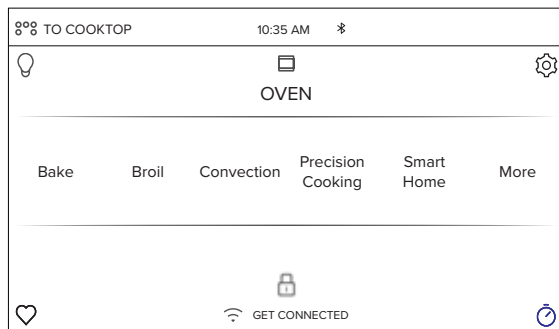 TO COOKTOP 10:35 AM
OVEN
Bake Broil Convection Precision Cooking Smart Home More
GET CONNECTED